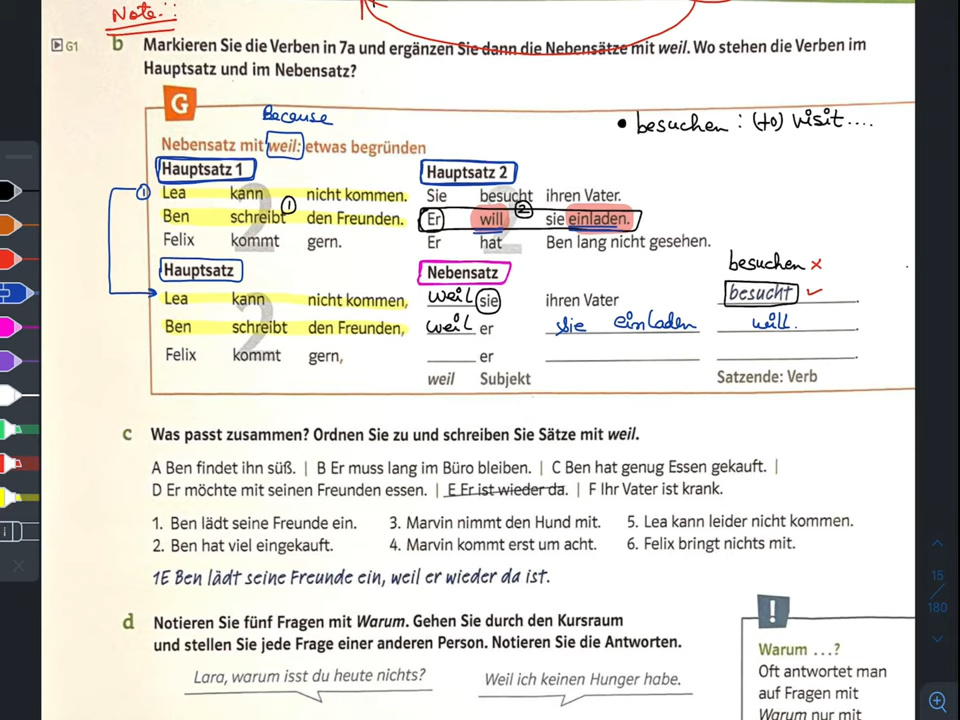 Note::
G1 b Markieren Sie die Verben in 7a und ergänzen Sie dann die Nebensätze mit weil. Wo stehen die Verben im
Hauptsatz und im Nebensatz?
G
Because
• besuchen : (to) visit....
Nebensatz mit weil: etwas begründen
Hauptsatz 1 Hauptsatz 2
① Lea kann nicht kommen. Sie besucht ihren Vater.
Ben schreibt ① den Freunden. Er will ② sie einladen.
Felix kommt gern. Er hat Ben lang nicht gesehen.
2 2
besuchen x
Hauptsatz Nebensatz
Lea kann nicht kommen, weil sie ihren Vater besucht ✓.
Ben schreibt den Freunden, weil er sie einladen will.
Felix kommt gern, ______ er ______ ______.
2
weil Subjekt Satzende: Verb
c Was passt zusammen? Ordnen Sie zu und schreiben Sie Sätze mit weil.
A Ben findet ihn süß. | B Er muss lang im Büro bleiben. | C Ben hat genug Essen gekauft. |
D Er möchte mit seinen Freunden essen. | E Er ist wieder da. | F Ihr Vater ist krank.
1. Ben lädt seine Freunde ein. 3. Marvin nimmt den Hund mit. 5. Lea kann leider nicht kommen.
2. Ben hat viel eingekauft. 4. Marvin kommt erst um acht. 6. Felix bringt nichts mit.
1E Ben lädt seine Freunde ein, weil er wieder da ist.
d Notieren Sie fünf Fragen mit Warum. Gehen Sie durch den Kursraum
und stellen Sie jede Frage einer anderen Person. Notieren Sie die Antworten.
Lara, warum isst du heute nichts? Weil ich keinen Hunger habe.
!
Warum ...?
Oft antwortet man
auf Fragen mit
Warum nur mit
15
/
180